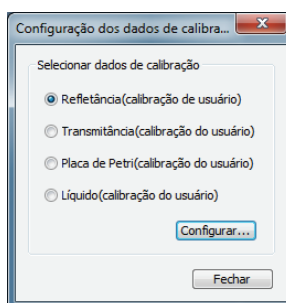 Configuração dos dados de calibra...
Selecionar dados de calibração
Refletância(calibração de usuário)
Transmitância(calibração do usuário)
Placa de Petri(calibração do usuário)
Líquido(calibração do usuário)
Configurar...
Fechar